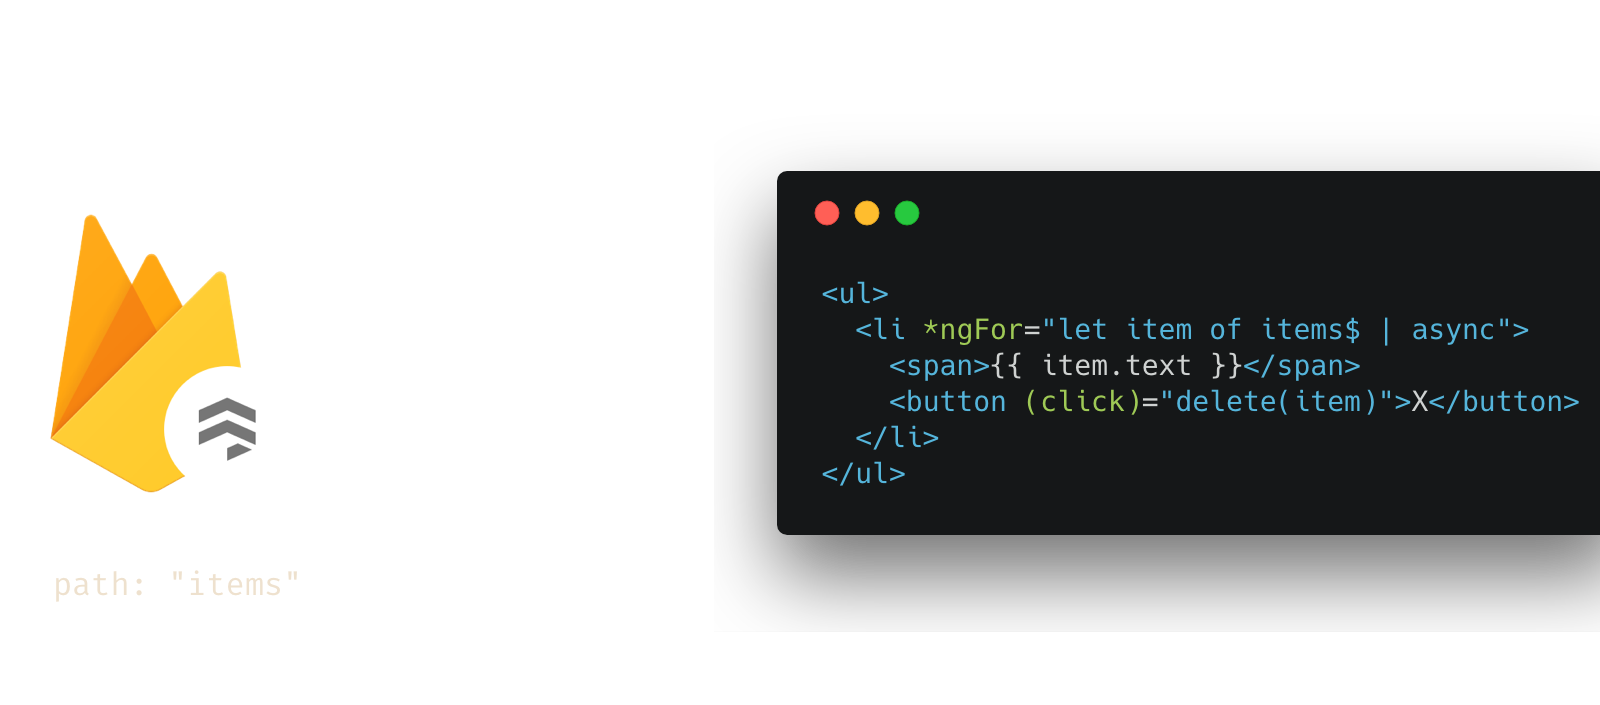 <ul>
  <li *ngFor="let item of items$ | async">
    <span>{{ item.text }}</span>
    <button (click)="delete(item)">X</button>
  </li>
</ul>
path: "items"